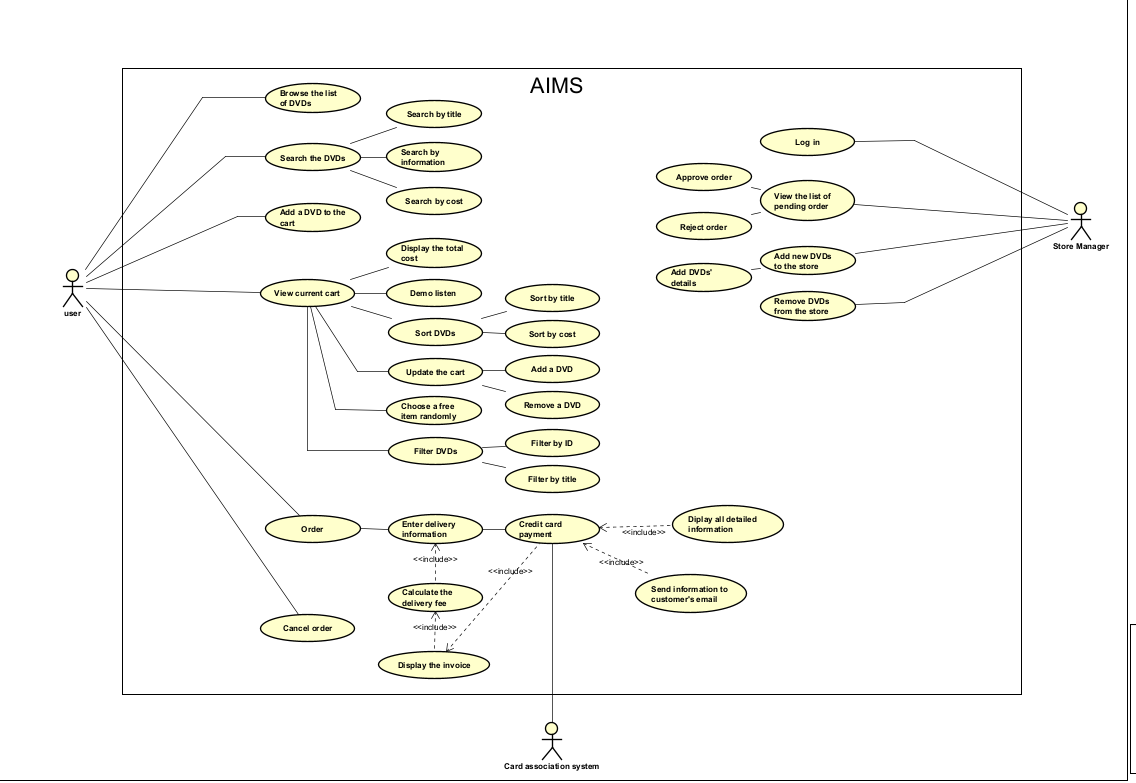 AIMS
Browse the list
of DVDs
Search the DVDs
Search by title
Search by
information
Search by cost
Add a DVD to the
cart
View current cart
Display the total
cost
Demo listen
Sort DVDs
Sort by title
Sort by cost
Update the cart
Add a DVD
Remove a DVD
Choose a free
item randomly
Filter DVDs
Filter by ID
Filter by title
user
Order
Enter delivery
information
Credit card
payment
Diplay all detailed
information
<<include>>
<<include>>
<<include>>
<<include>>
Calculate the
delivery fee
Send information to
customer's email
<<include>>
Cancel order
Display the invoice
Card association system
Log in
Approve order
View the list of
pending order
Reject order
Add new DVDs
to the store
Add DVDs'
details
Remove DVDs
from the store
Store Manager